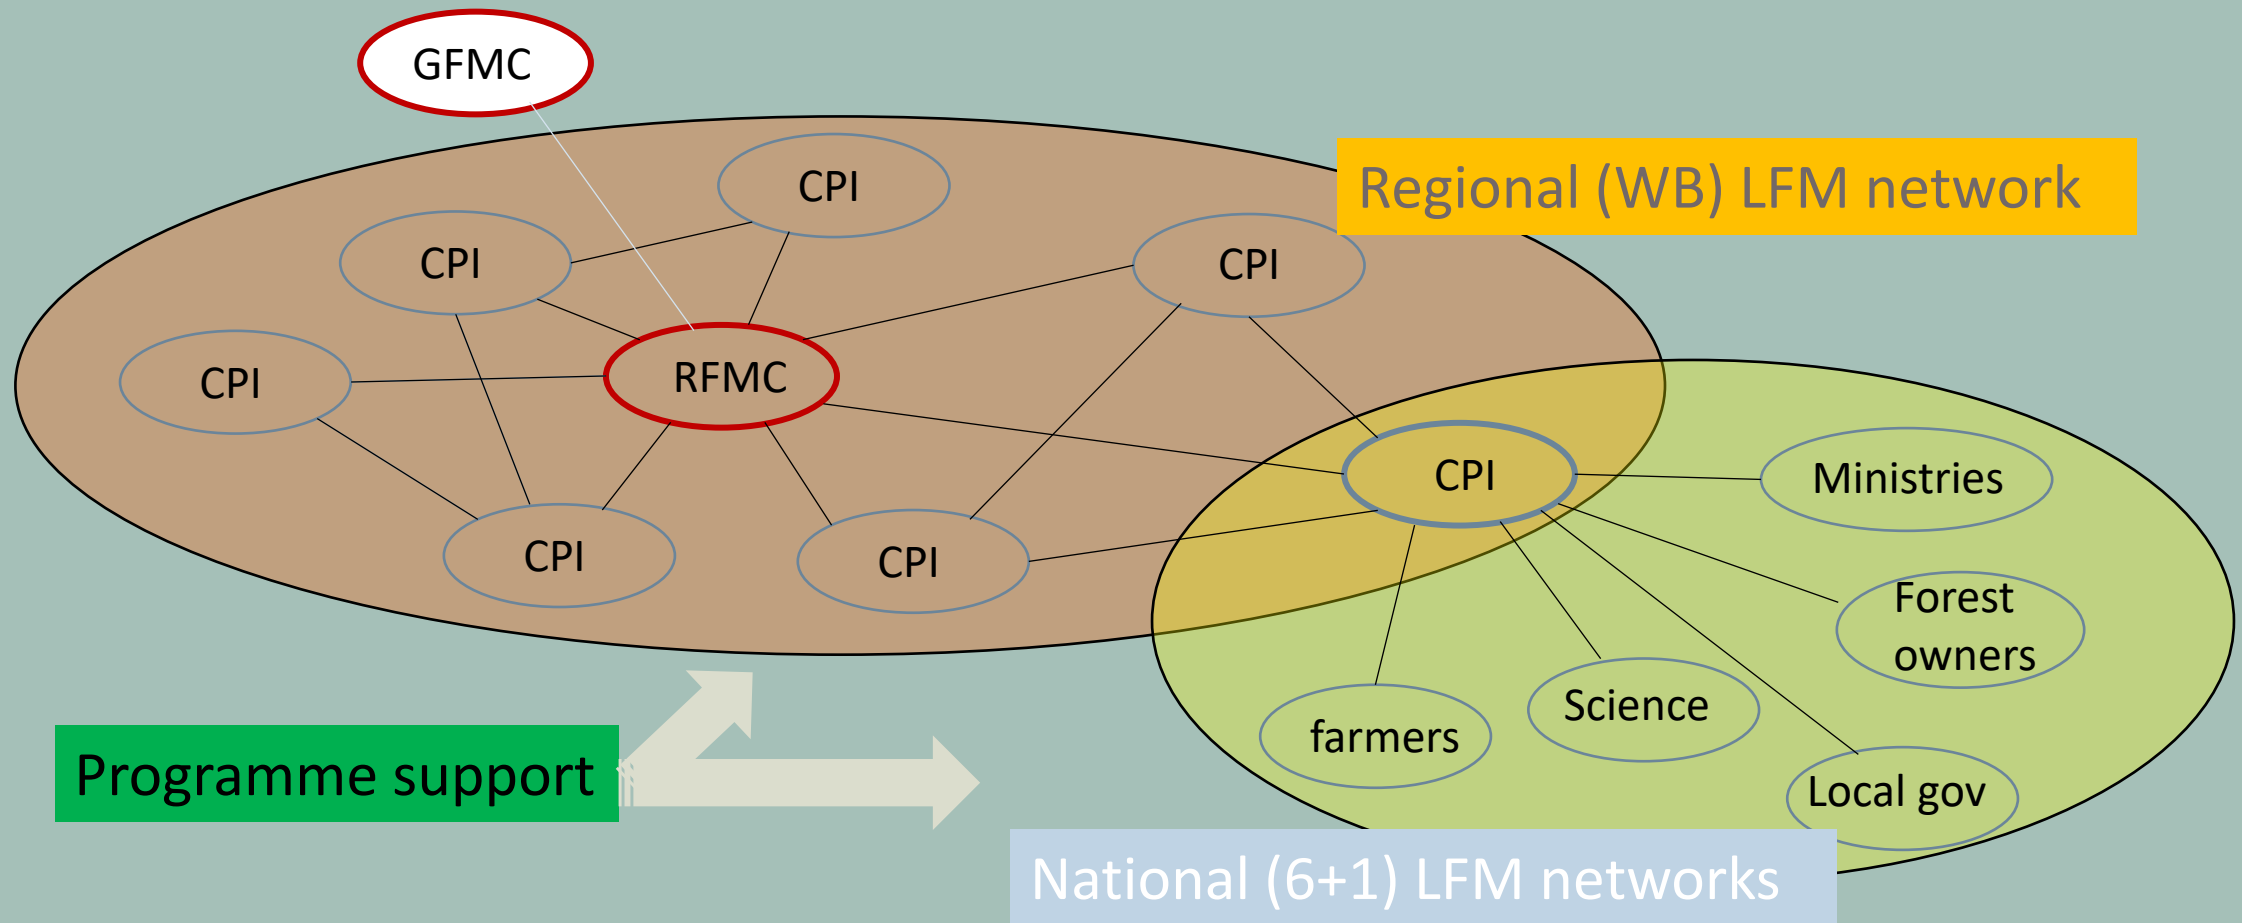 GFMC
CPI
Regional (WB) LFM network
CPI
CPI
CPI
RFMC
CPI
Ministries
CPI
CPI
Forest
owners
Science
farmers
Programme support
Local gov
National (6+1) LFM networks